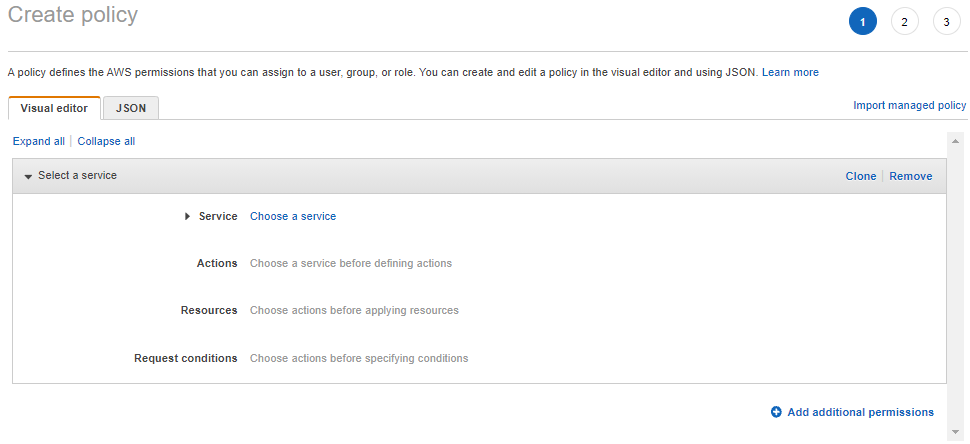 Create policy
1 2 3
A policy defines the AWS permissions that you can assign to a user, group, or role. You can create and edit a policy in the visual editor and using JSON. Learn more
Visual editor JSON Import managed policy
Expand all Collapse all
Select a service Clone Remove
Service Choose a service
Actions Choose a service before defining actions
Resources Choose actions before applying resources
Request conditions Choose actions before specifying conditions
Add additional permissions